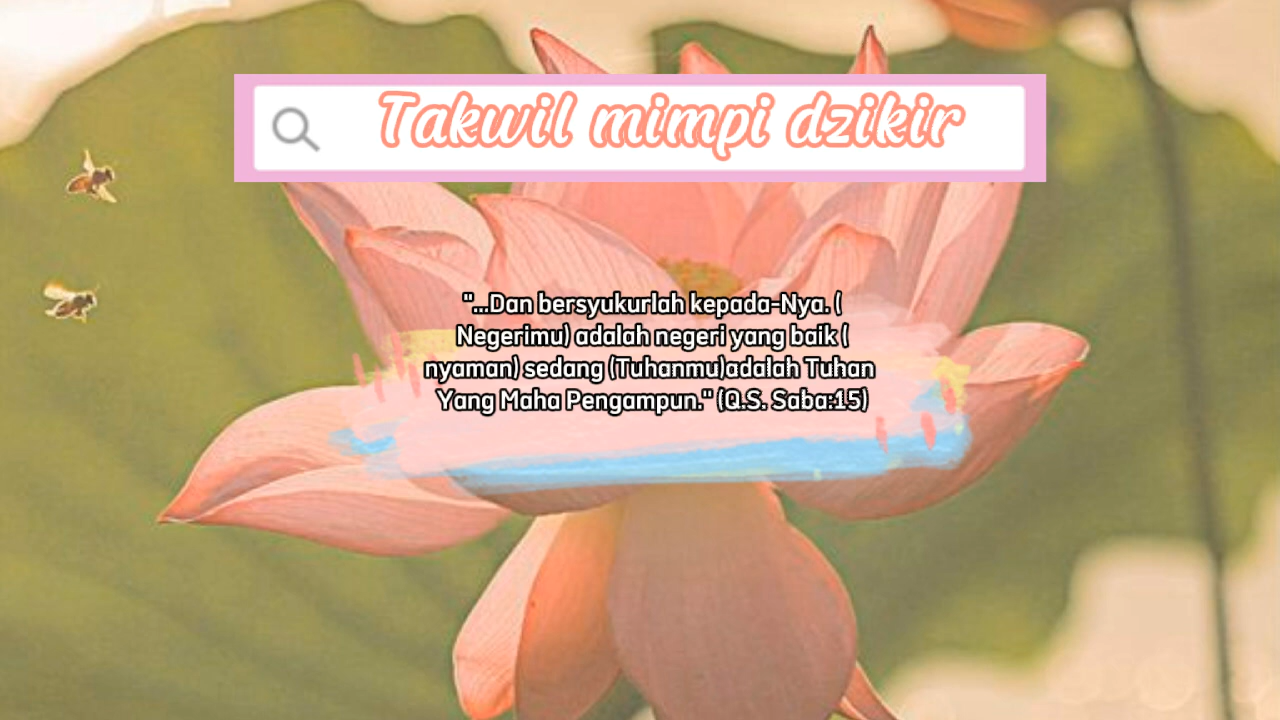 Takwil mimpi dzikir
"...Dan bersyukurlah kepada-Nya. (
Negerimu) adalah negeri yang baik (
nyaman) sedang (Tuhanmu)adalah Tuhan
Yang Maha Pengampun." (Q.S. Saba:15)